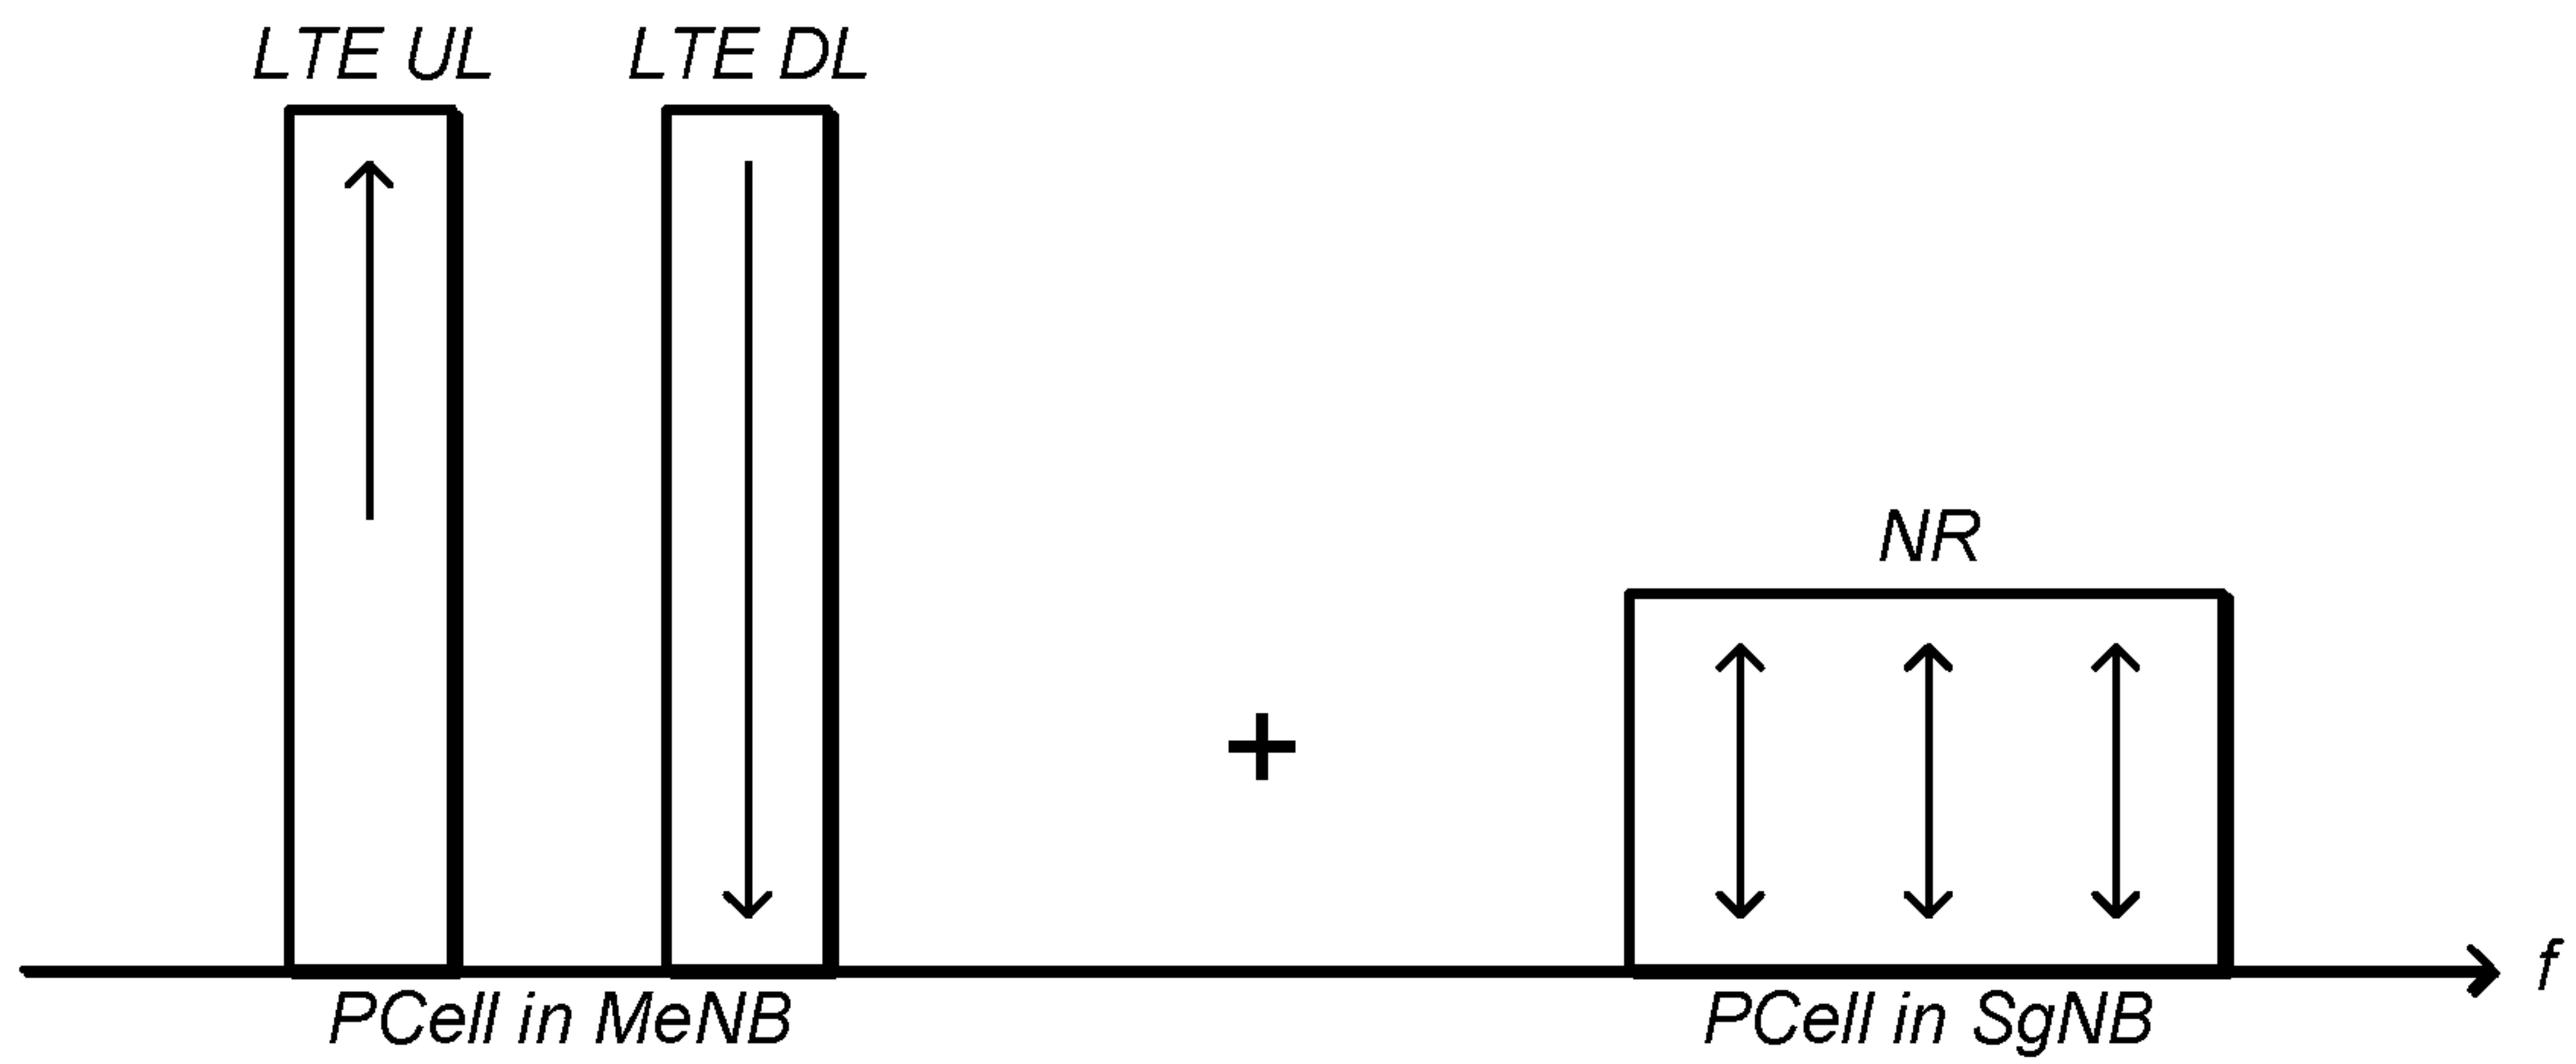 LTE UL
LTE DL
NR
+
f
PCell in MeNB
PCell in SgNB